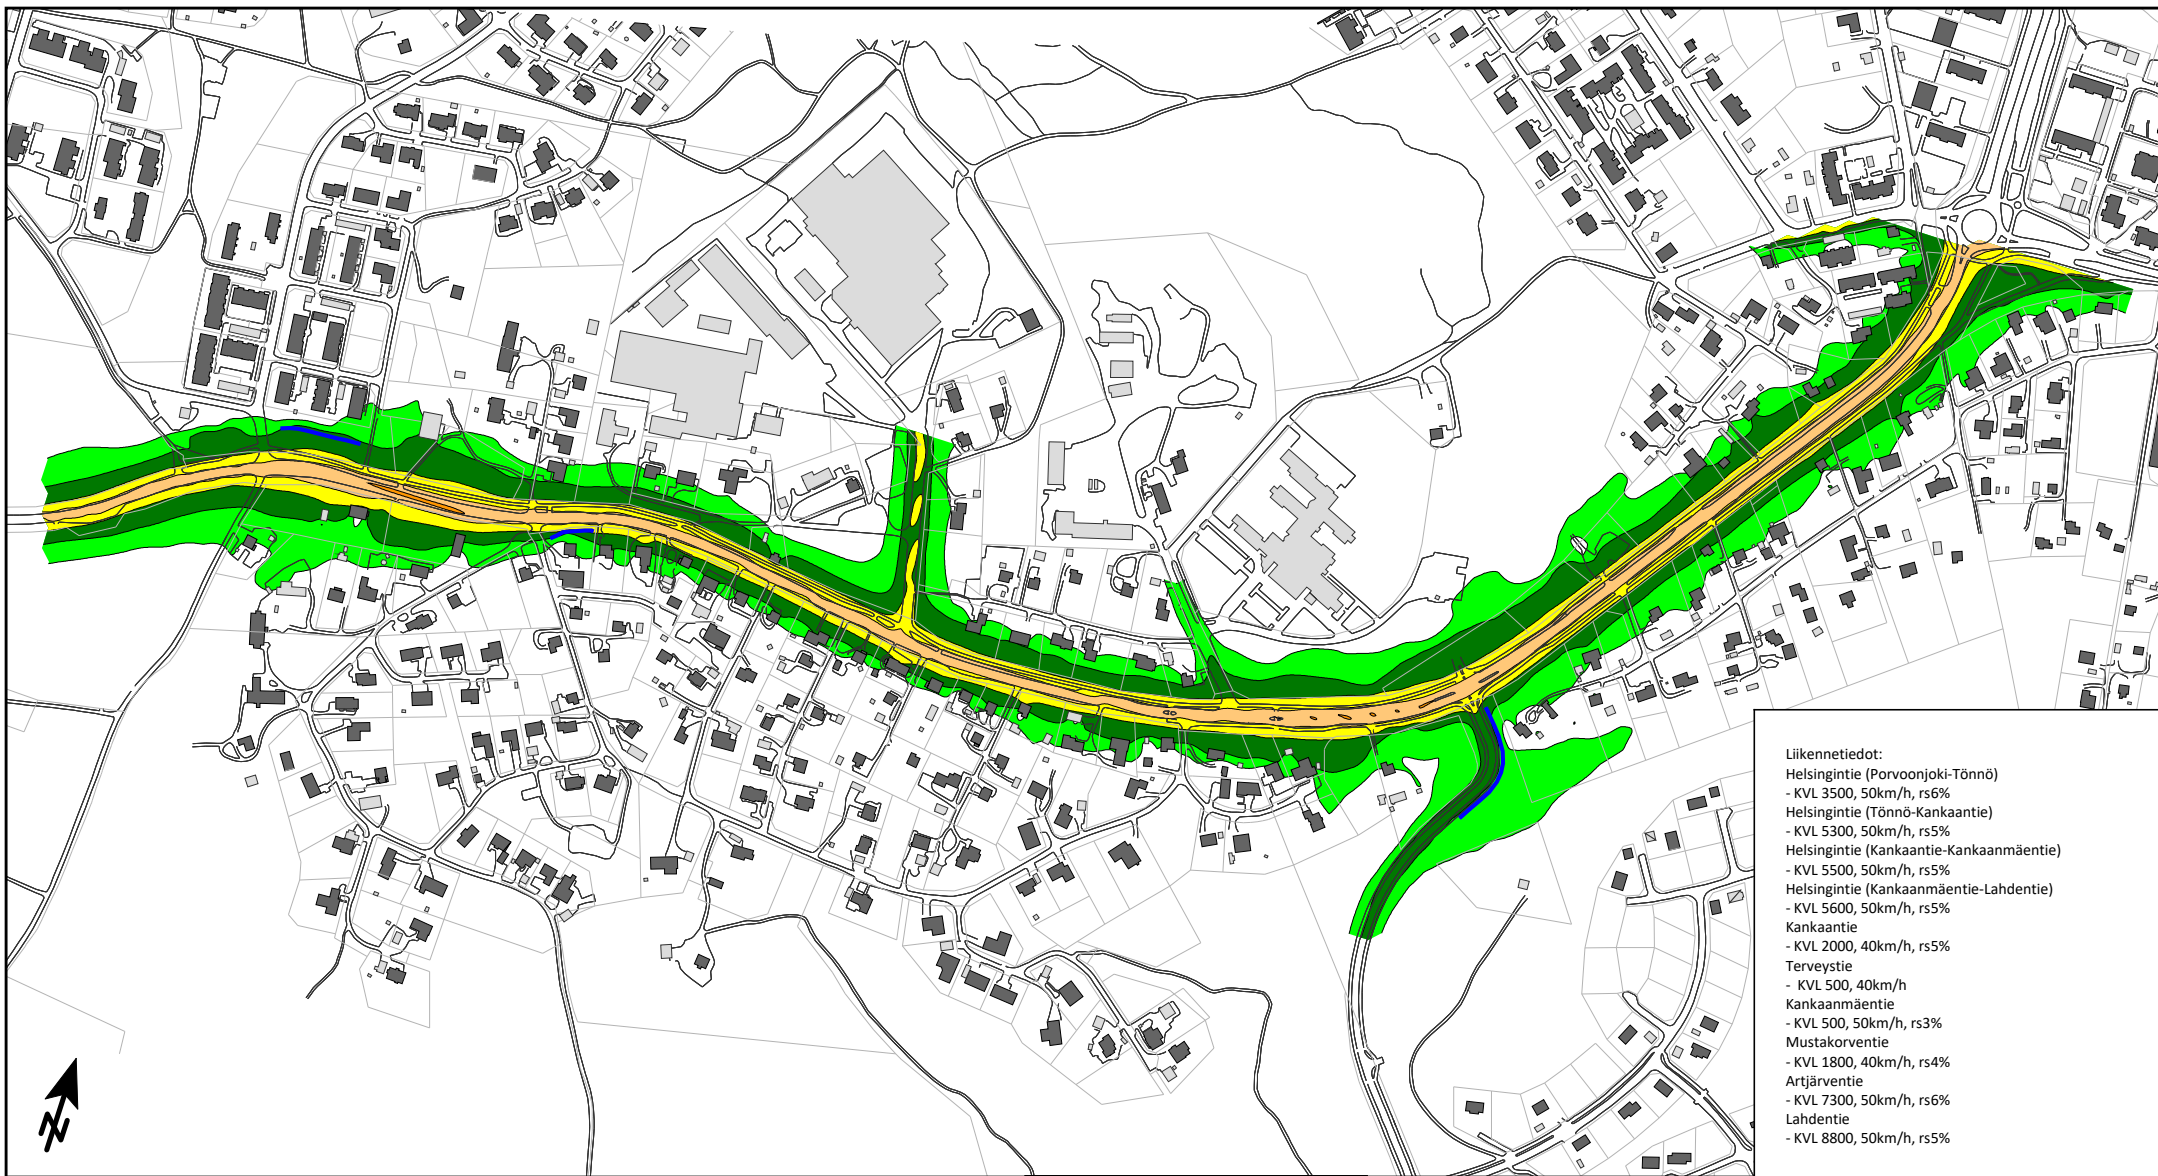 Liikennetiedot:
Helsingintie (Porvoonjoki-Tönnö)
- KVL 3500, 50km/h, rs6%
Helsingintie (Tönnö-Kankaantie)
- KVL 5300, 50km/h, rs5%
Helsingintie (Kankaantie-Kankaanmäentie)
- KVL 5500, 50km/h, rs5%
Helsingintie (Kankaanmäentie-Lahdentie)
- KVL 5600, 50km/h, rs5%
Kankaantie
- KVL 2000, 40km/h, rs5%
Terveystie
- KVL 500, 40km/h
Kankaanmäentie
- KVL 500, 50km/h, rs3%
Mustakorventie
- KVL 1800, 40km/h, rs4%
Artjärventie
- KVL 7300, 50km/h, rs6%
Lahdentie
- KVL 8800, 50km/h, rs5%
N